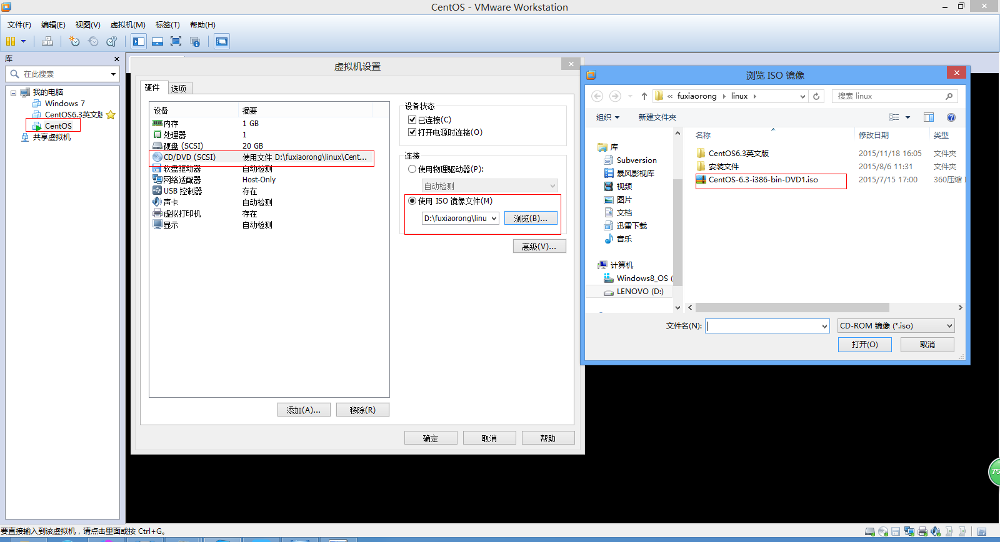 CentOS - VMware Workstation
文件(F) 编辑(E) 视图(V) 虚拟机(M) 标签(T) 帮助(H)
库
在此搜索
我的电脑
Windows 7
CentOS6.3英文版
CentOS
共享虚拟机
虚拟机设置
硬件 选项
设备 摘要
内存 1 GB
处理器 1
硬盘 (SCSI) 20 GB
CD/DVD (SCSI) 使用文件 D:\fuxiaorong\linux\Cent...
软盘驱动器 自动检测
网络适配器 Host-Only
USB 控制器 存在
声卡 自动检测
虚拟打印机 存在
显示 自动检测
添加(A)... 移除(R)
设备状态
已连接(C)
打开电源时连接(O)
连接
使用物理驱动器(P):
自动检测
使用 ISO 镜像文件(M)
D:\fuxiaorong\linu 浏览(B)...
高级(V)...
确定 取消 帮助
浏览 ISO 镜像
« fuxiaorong linux 搜索 linux
组织 新建文件夹
库
Subversion
暴风影视库
视频
图片
文档
迅雷下载
音乐
计算机
Windows8_OS (
LENOVO (D:)
名称 修改日期 类型
CentOS6.3英文版 2015/11/18 16:05 文件夹
安装文件 2015/8/6 11:31 文件夹
CentOS-6.3-i386-bin-DVD1.iso 2015/7/15 17:00 360压缩
文件名(N): CD-ROM 镜像 (*.iso)
打开(O) 取消
75
要直接输入到该虚拟机，请点击里面或按 Ctrl+G。